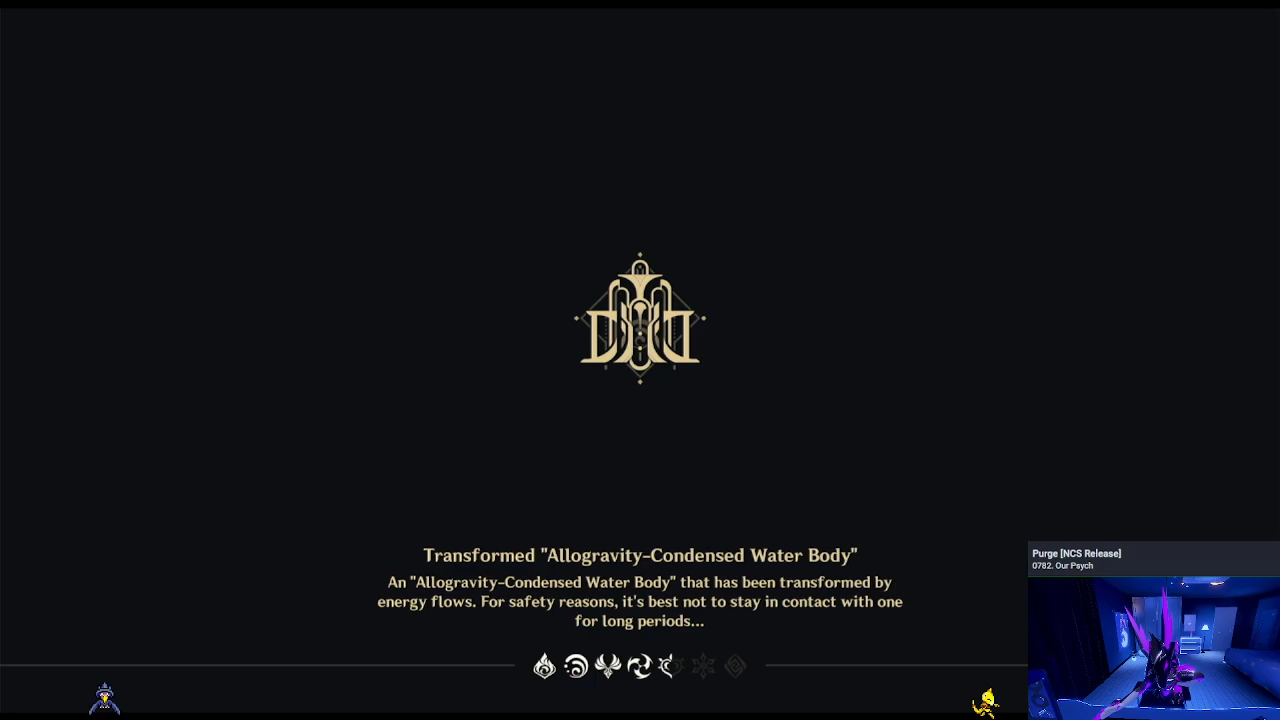 Transformed "Allogravity-Condensed Water Body"
An "Allogravity-Condensed Water Body" that has been transformed by
energy flows. For safety reasons, it's best not to stay in contact with one
for long periods...
Purge [NCS Release]
0782. Our Psych